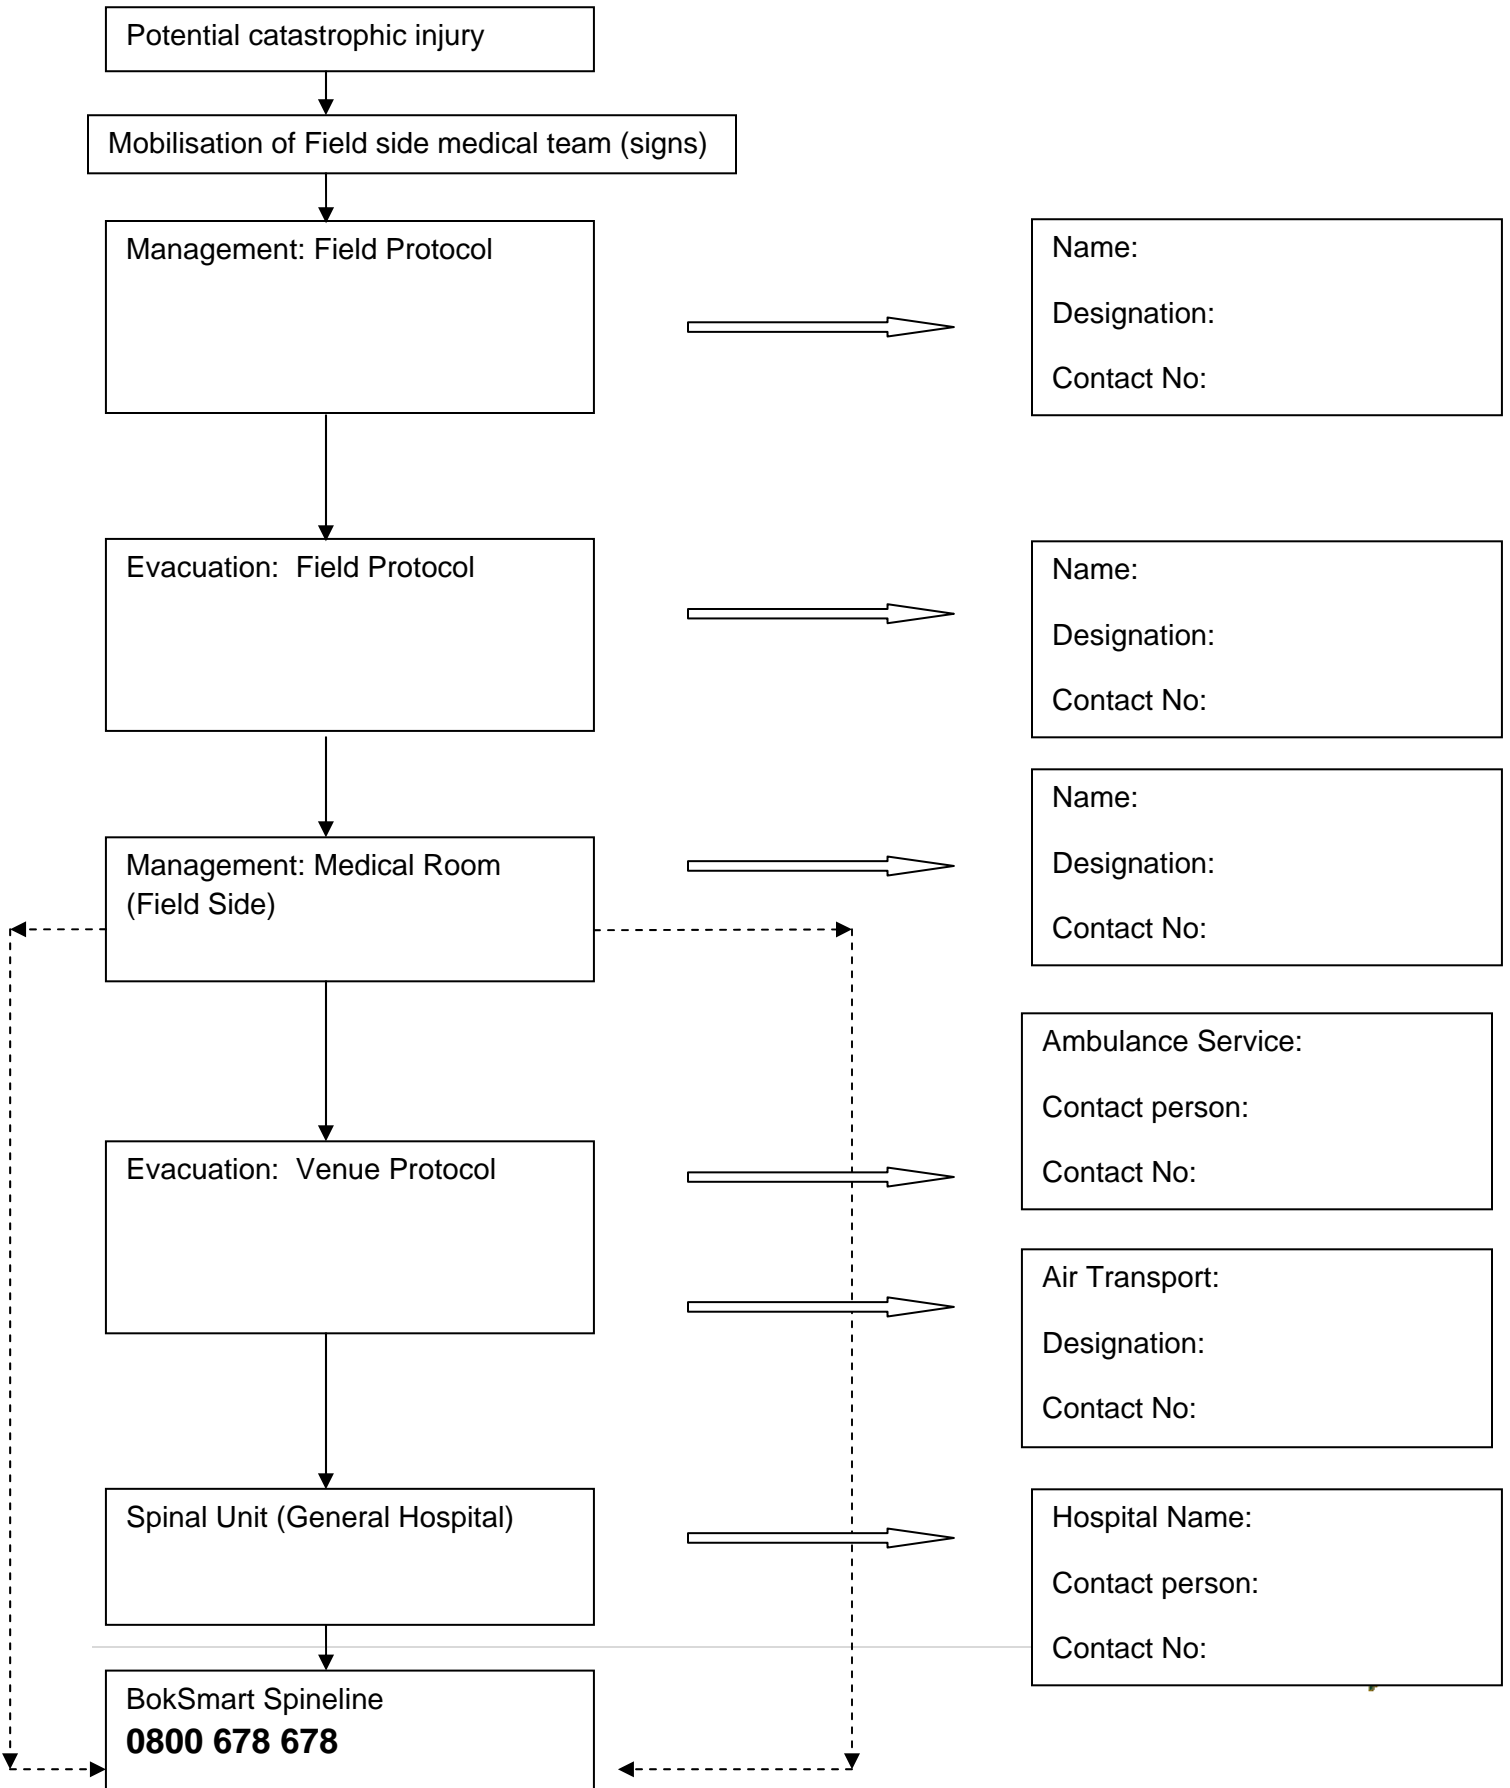 Potential catastrophic injury
Mobilisation of Field side medical team (signs)
Management: Field Protocol
Name:
Designation:
Contact No:
Evacuation:  Field Protocol
Name:
Designation:
Contact No:
Management: Medical Room
(Field Side)
Name:
Designation:
Contact No:
Evacuation:  Venue Protocol
Ambulance Service:
Contact person:
Contact No:
Air Transport:
Designation:
Contact No:
Spinal Unit (General Hospital)
Hospital Name:
Contact person:
Contact No:
BokSmart Spineline
0800 678 678